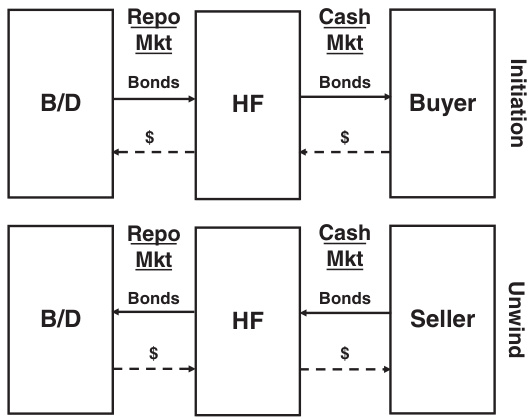 Repo
Mkt
Cash
Mkt
B/D
Bonds
HF
Bonds
Buyer
$
$
Initiation
Repo
Mkt
Cash
Mkt
B/D
Bonds
HF
Bonds
Seller
$
$
Unwind